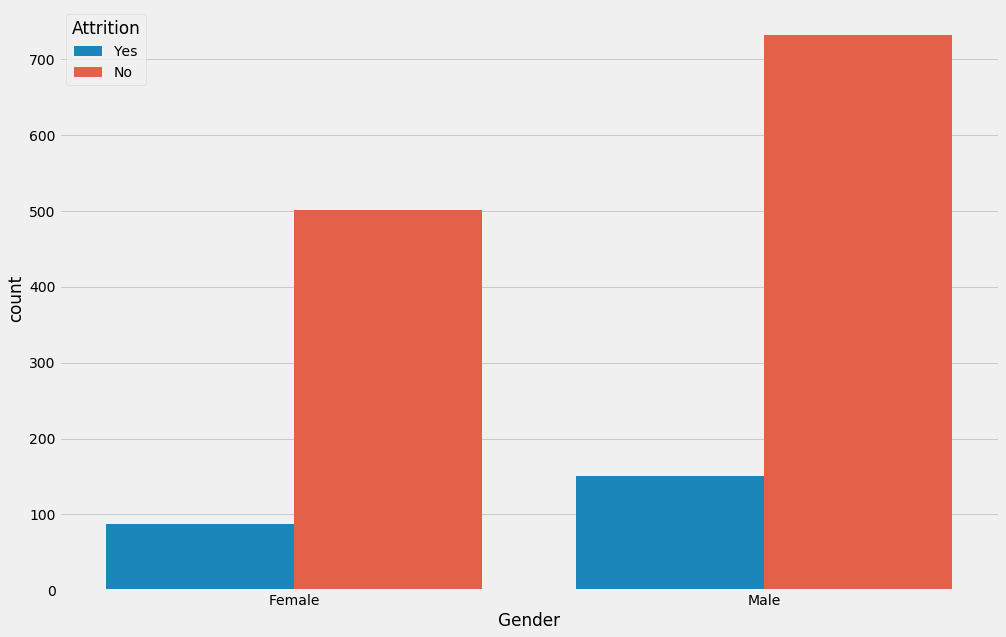 Attrition
Yes
No
700
600
500
400
300
200
100
0
count
Female
Male
Gender